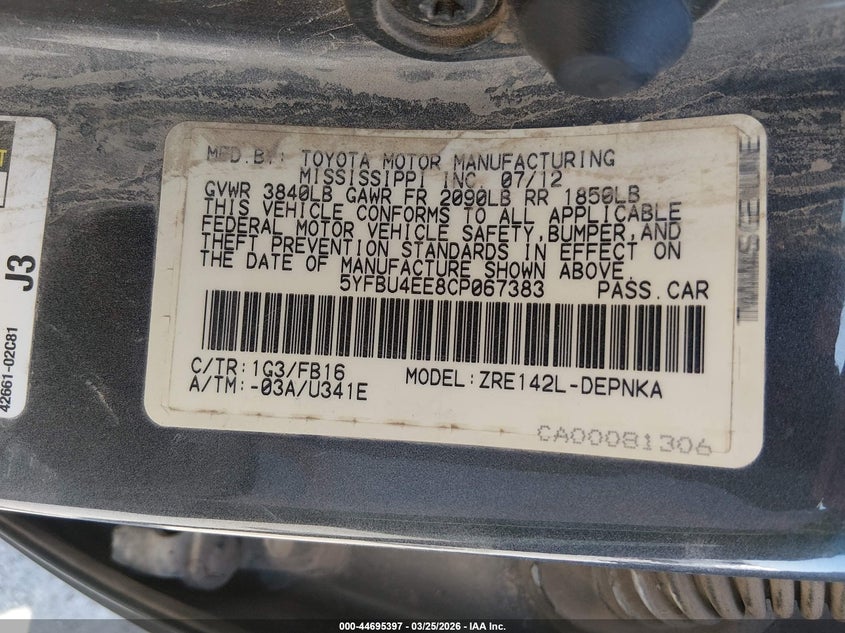 MFD.BY: TOYOTA MOTOR MANUFACTURING
MISSISSIPPI INC. 07/12
GVWR 3840LB GAWR FR 2090LB RR 1850LB
THIS VEHICLE CONFORMS TO ALL APPLICABLE
FEDERAL MOTOR VEHICLE SAFETY,BUMPER,AND
THEFT PREVENTION STANDARDS IN EFFECT ON
THE DATE OF MANUFACTURE SHOWN ABOVE.
5YFBU4EE8CP067383 PASS.CAR
C/TR:1G3/FB16 MODEL:ZRE142L-DEPNKA
A/TM:-03A/U341E
CA00081306
J3
42661-02C81
000-44695397 - 03/25/2026 - IAA Inc.